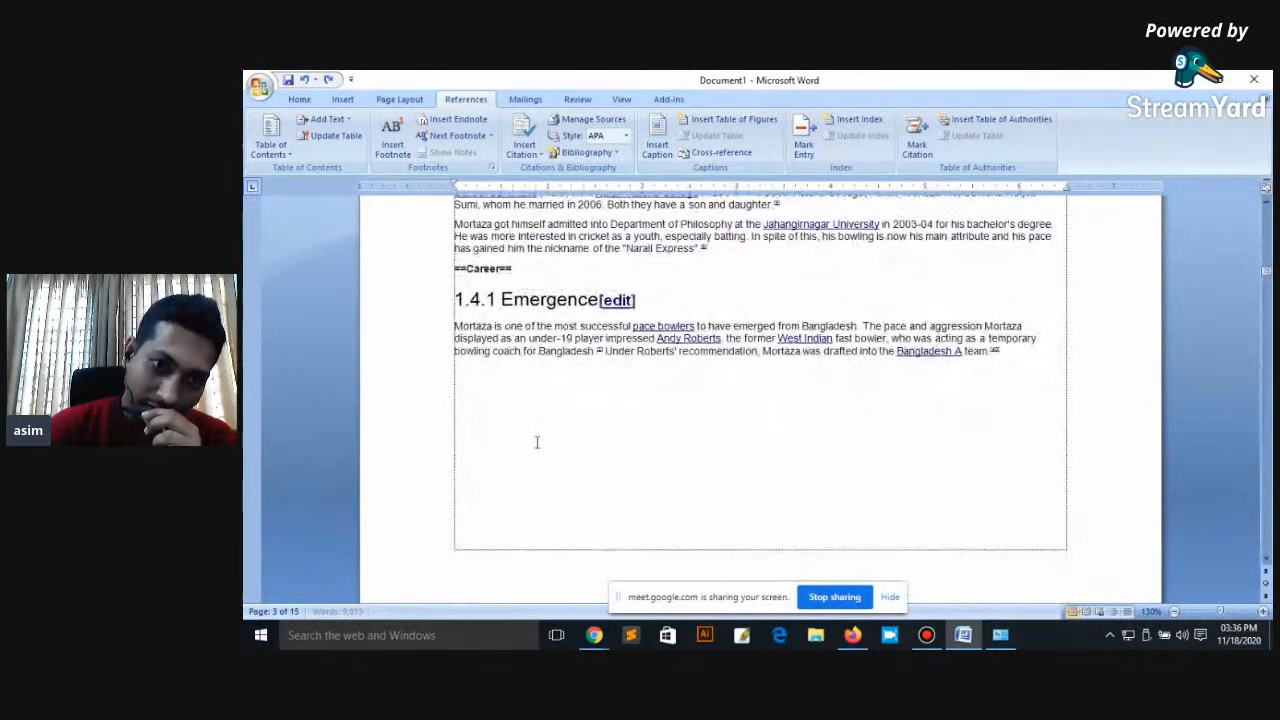 Powered by
StreamYard
Document1 - Microsoft Word
Home Insert Page Layout References Mailings Review View Add-Ins
Table of Contents
Add Text
Update Table
Table of Contents
AB1
Insert Footnote
Insert Endnote
Next Footnote
Show Notes
Footnotes
Insert Citation
Manage Sources
Style: APA
Bibliography
Citations & Bibliography
Insert Caption
Insert Table of Figures
Update Table
Cross-reference
Captions
Mark Entry
Insert Index
Update Index
Index
Mark Citation
Insert Table of Authorities
Update Table
Table of Authorities
Sumi, whom he married in 2006. Both they have a son and daughter.
Mortaza got himself admitted into Department of Philosophy at the Jahangirnagar University in 2003-04 for his bachelor's degree.
He was more interested in cricket as a youth, especially batting. In spite of this, his bowling is now his main attribute and his pace
has gained him the nickname of the "Narail Express".
==Career==
1.4.1 Emergence[edit]
Mortaza is one of the most successful pace bowlers to have emerged from Bangladesh. The pace and aggression Mortaza
displayed as an under-19 player impressed Andy Roberts, the former West Indian fast bowler, who was acting as a temporary
bowling coach for Bangladesh Under Roberts' recommendation, Mortaza was drafted into the Bangladesh A team.
asim
meet.google.com is sharing your screen. Stop sharing Hide
Page: 3 of 15 Words: 9,815 130%
Search the web and Windows
03:36 PM
11/18/2020